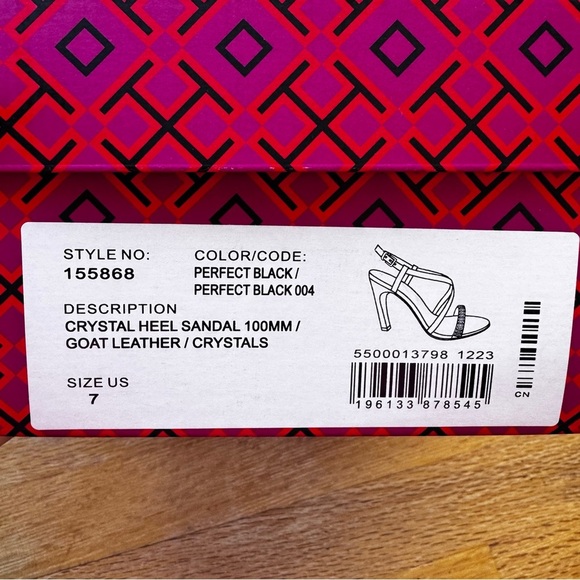 STYLE NO:
155868
COLOR/CODE:
PERFECT BLACK /
PERFECT BLACK 004
DESCRIPTION
CRYSTAL HEEL SANDAL 100MM /
GOAT LEATHER / CRYSTALS
SIZE US
7
5500013798 1223
196133 878545
CN